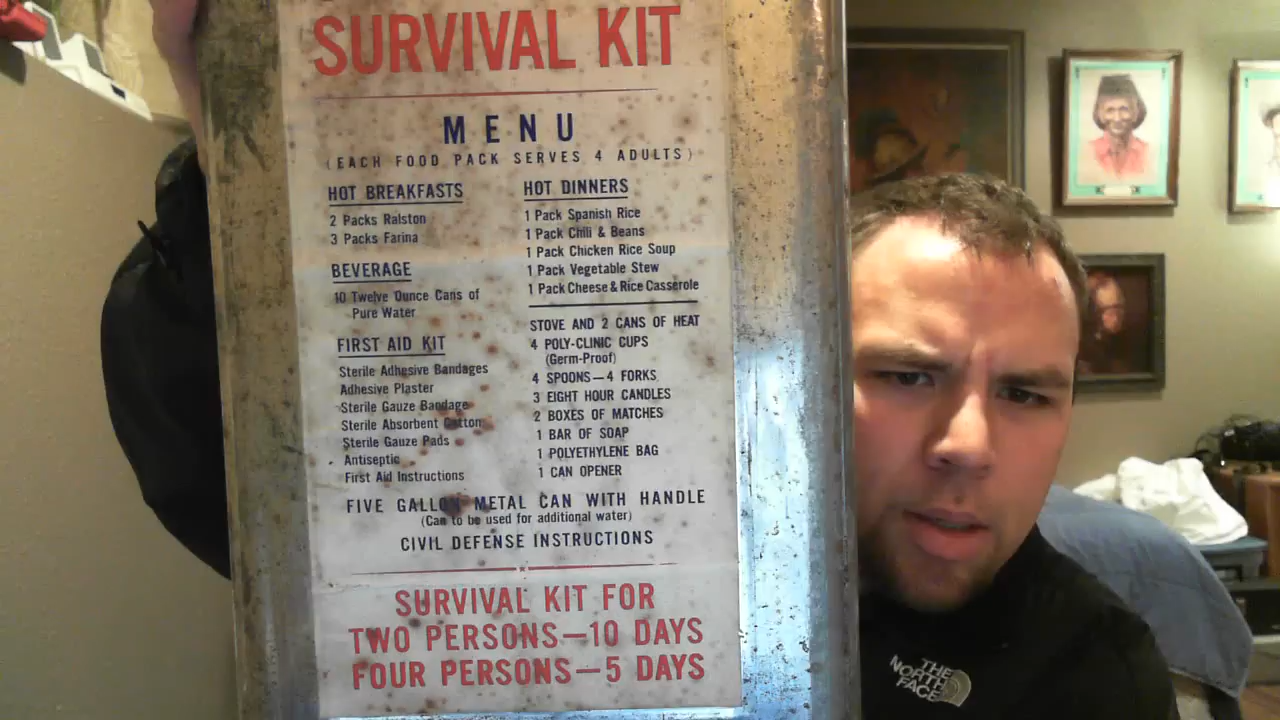 SURVIVAL KIT
MENU
(EACH FOOD PACK SERVES 4 ADULTS)
HOT BREAKFASTS
2 Packs Ralston
3 Packs Farina
BEVERAGE
10 Twelve Ounce Cans of
Pure Water
FIRST AID KIT
Sterile Adhesive Bandages
Adhesive Plaster
Sterile Gauze Bandage
Sterile Absorbent Cotton
Sterile Gauze Pads
Antiseptic
First Aid Instructions
HOT DINNERS
1 Pack Spanish Rice
1 Pack Chili & Beans
1 Pack Chicken Rice Soup
1 Pack Vegetable Stew
1 Pack Cheese & Rice Casserole
STOVE AND 2 CANS OF HEAT
4 POLY-CLINIC CUPS
(Germ-Proof)
4 SPOONS—4 FORKS
3 EIGHT HOUR CANDLES
2 BOXES OF MATCHES
1 BAR OF SOAP
1 POLYETHYLENE BAG
1 CAN OPENER
FIVE GALLON METAL CAN WITH HANDLE
(Can to be used for additional water)
CIVIL DEFENSE INSTRUCTIONS
SURVIVAL KIT FOR
TWO PERSONS—10 DAYS
FOUR PERSONS—5 DAYS
THE
NORTH
FACE